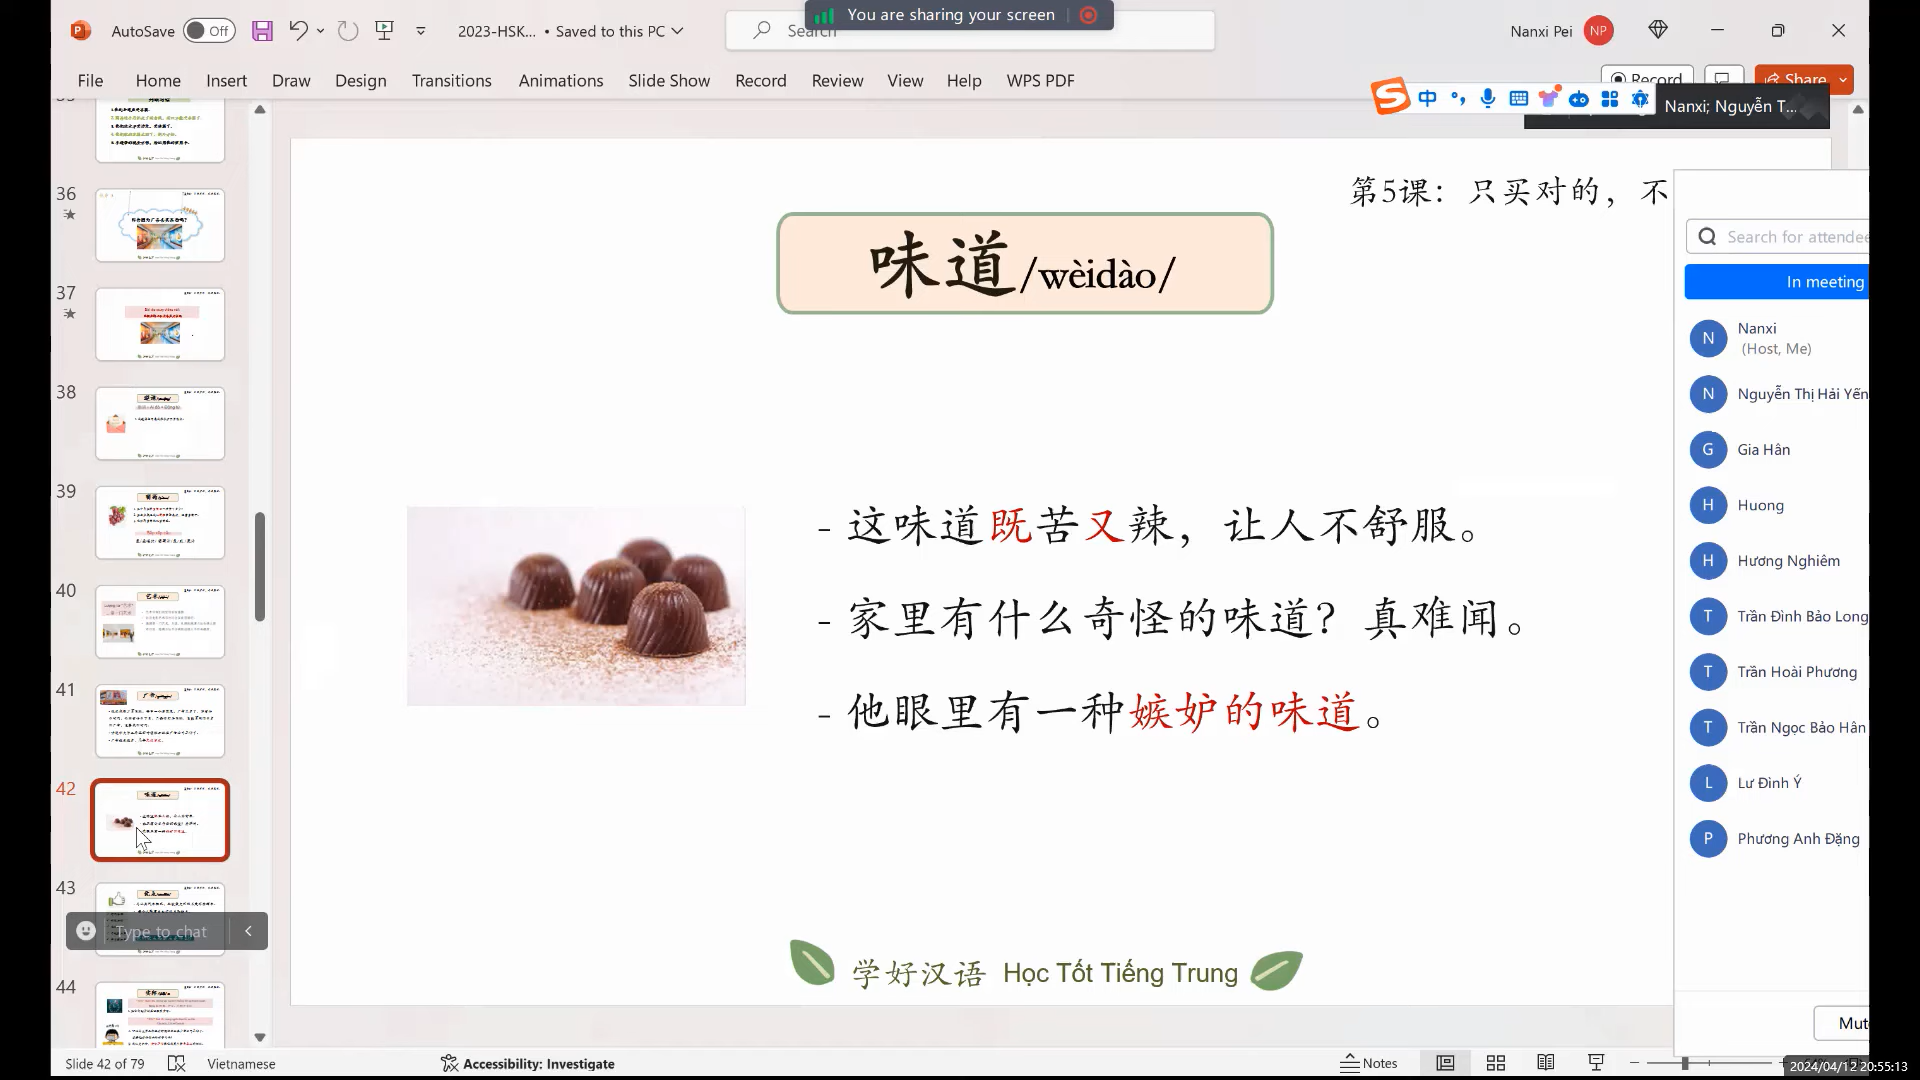 You are sharing your screen
AutoSave Off 2023-HSK... • Saved to this PC Search Nanxi Pei NP
File Home Insert Draw Design Transitions Animations Slide Show Record Review View Help WPS PDF Record Share
中 Nanxi; Nguyễn T...
第5课：只买对的，不
味道/wèidào/
- 这味道既苦又辣，让人不舒服。
- 家里有什么奇怪的味道？真难闻。
- 他眼里有一种嫉妒的味道。
学好汉语 Học Tốt Tiếng Trung
36
37
38
39
40
41
42
43
44
Type to chat
Search for attendee
In meeting
N Nanxi
(Host, Me)
N Nguyễn Thị Hải Yến
G Gia Hân
H Huong
H Hương Nghiêm
T Trần Đình Bảo Long
T Trần Hoài Phương
T Trần Ngọc Bảo Hân
L Lư Đình Ý
P Phương Anh Đặng
Mut
Slide 42 of 79 Vietnamese Accessibility: Investigate Notes
2024/04/12 20:55:13